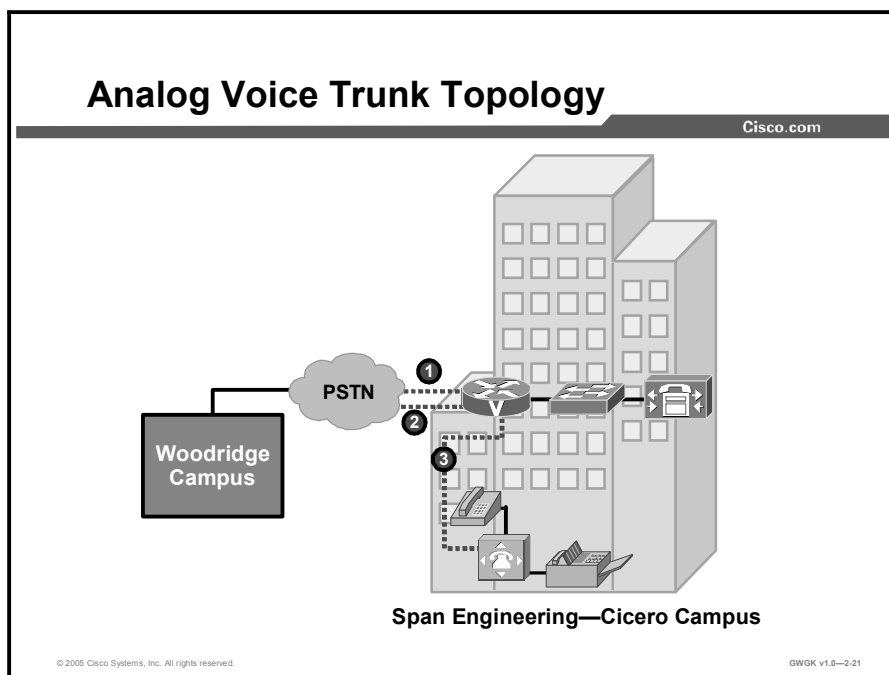 Analog Voice Trunk Topology
Cisco.com
1
PSTN
2
V
Woodridge
Campus
3
Span Engineering—Cicero Campus
© 2005 Cisco Systems, Inc. All rights reserved.
GWGK v1.0—2-21